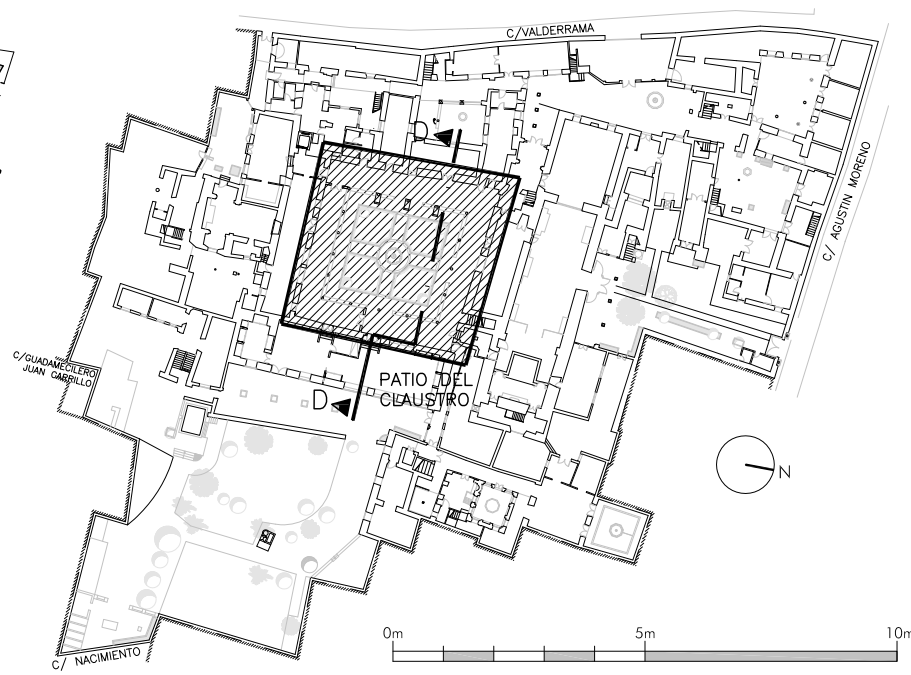 C/VALDERRAMA
C/ AGUSTIN MORENO
D
C/GUADAMECILERO
JUAN CARRILLO
PATIO DEL
CLAUSTRO
D
N
C/ NACIMIENTO
0m 5m 10m